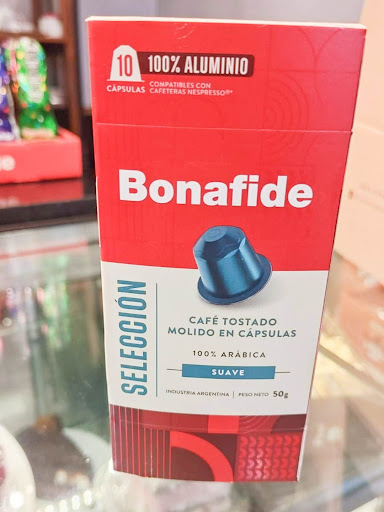 10 100% ALUMINIO
CÁPSULAS COMPATIBLES CON
CAFETERAS NESPRESSO®*
Bonafide
SELECCIÓN
CAFÉ TOSTADO
MOLIDO EN CÁPSULAS
100% ARÁBICA
SUAVE
INDUSTRIA ARGENTINA | PESO NETO 50g